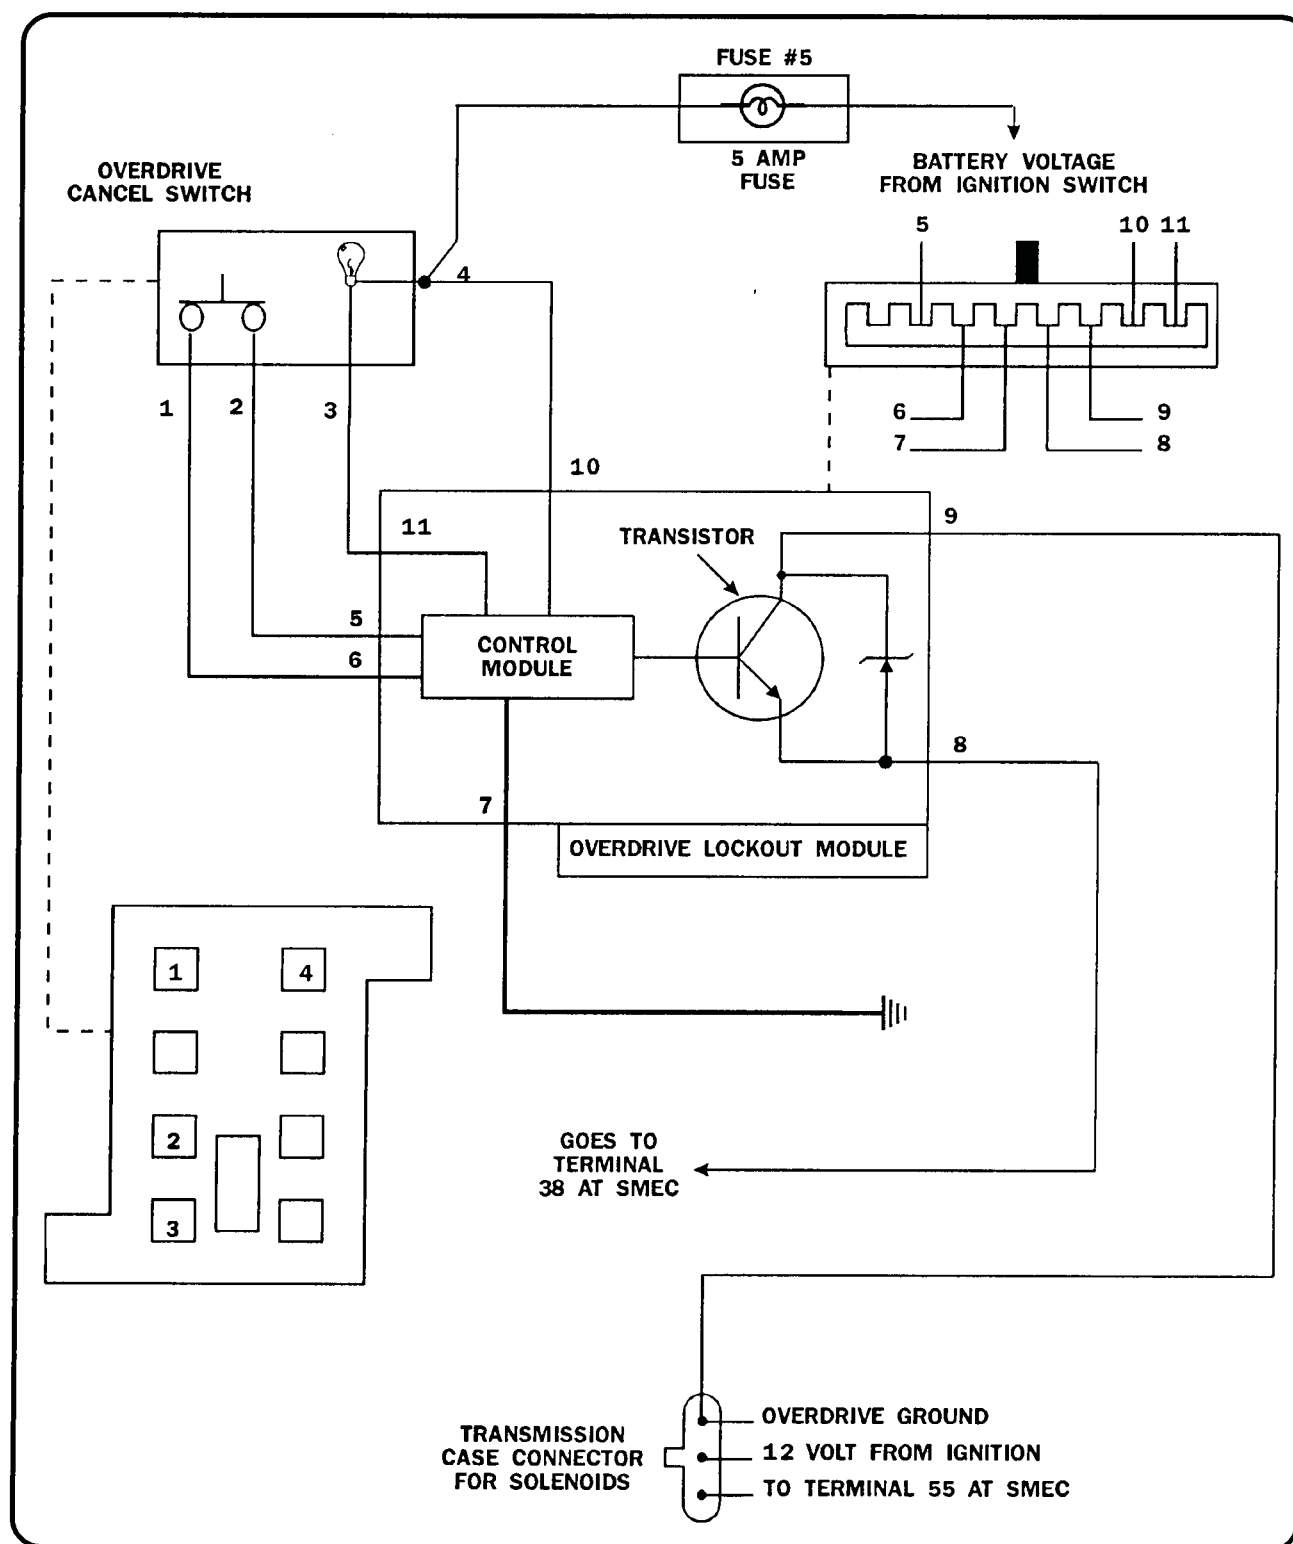 FUSE #5
5 AMP
FUSE
BATTERY VOLTAGE
FROM IGNITION SWITCH
OVERDRIVE
CANCEL SWITCH
5
10 11
4
6
7
9
8
1
2
3
10
11
9
TRANSISTOR
5
6
CONTROL
MODULE
8
7
OVERDRIVE LOCKOUT MODULE
1
4
2
3
GOES TO
TERMINAL
38 AT SMEC
TRANSMISSION
CASE CONNECTOR
FOR SOLENOIDS
OVERDRIVE GROUND
12 VOLT FROM IGNITION
TO TERMINAL 55 AT SMEC